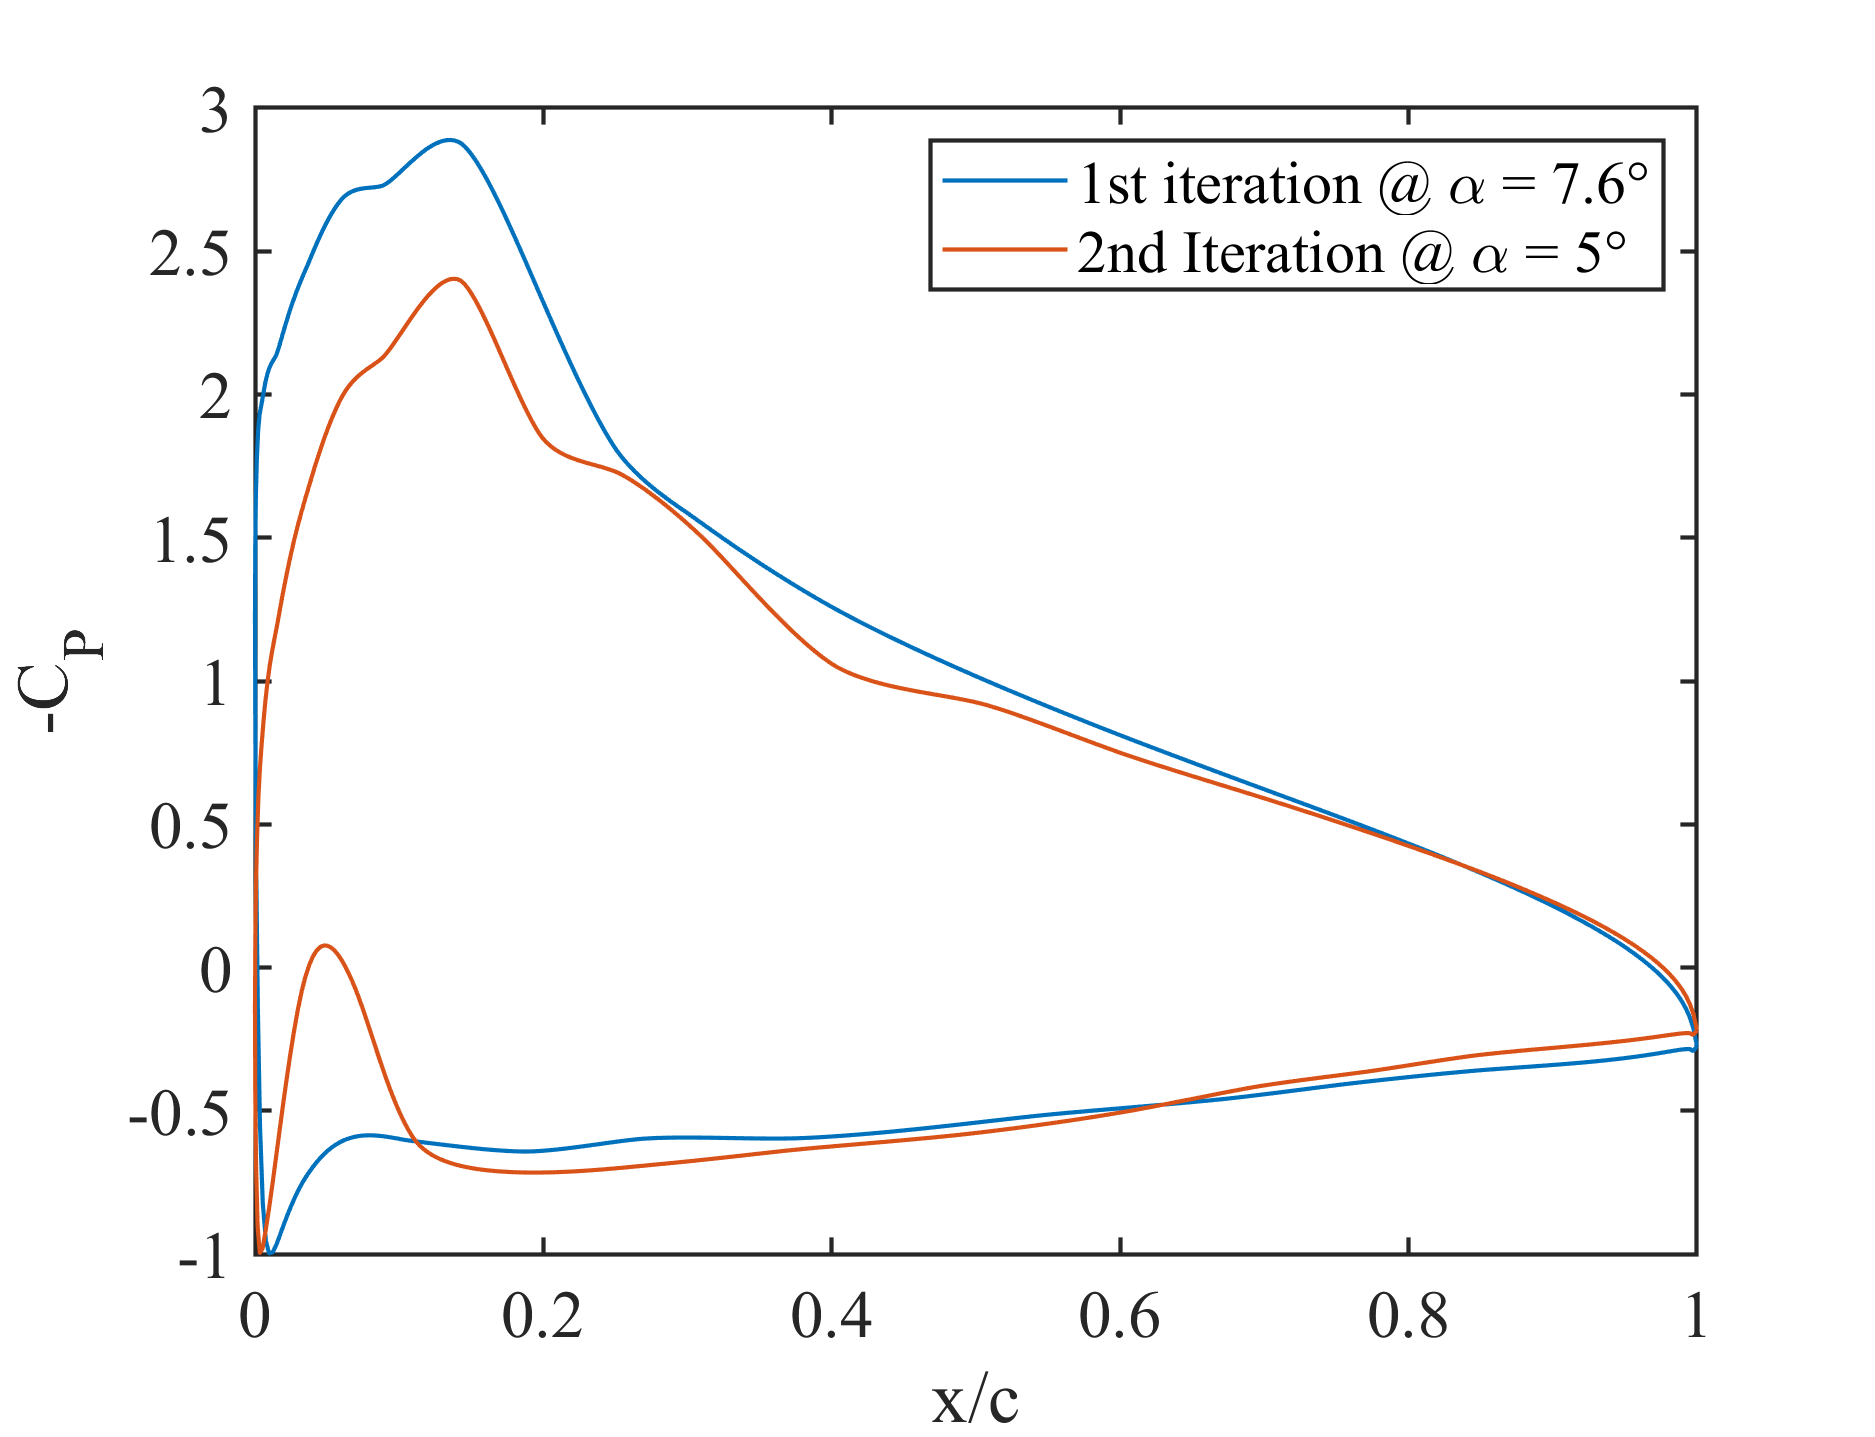 3
2.5
2
1.5
1
0.5
0
-0.5
-1
-C_P
1st iteration @ α = 7.6°
2nd Iteration @ α = 5°
0 0.2 0.4 0.6 0.8 1
x/c